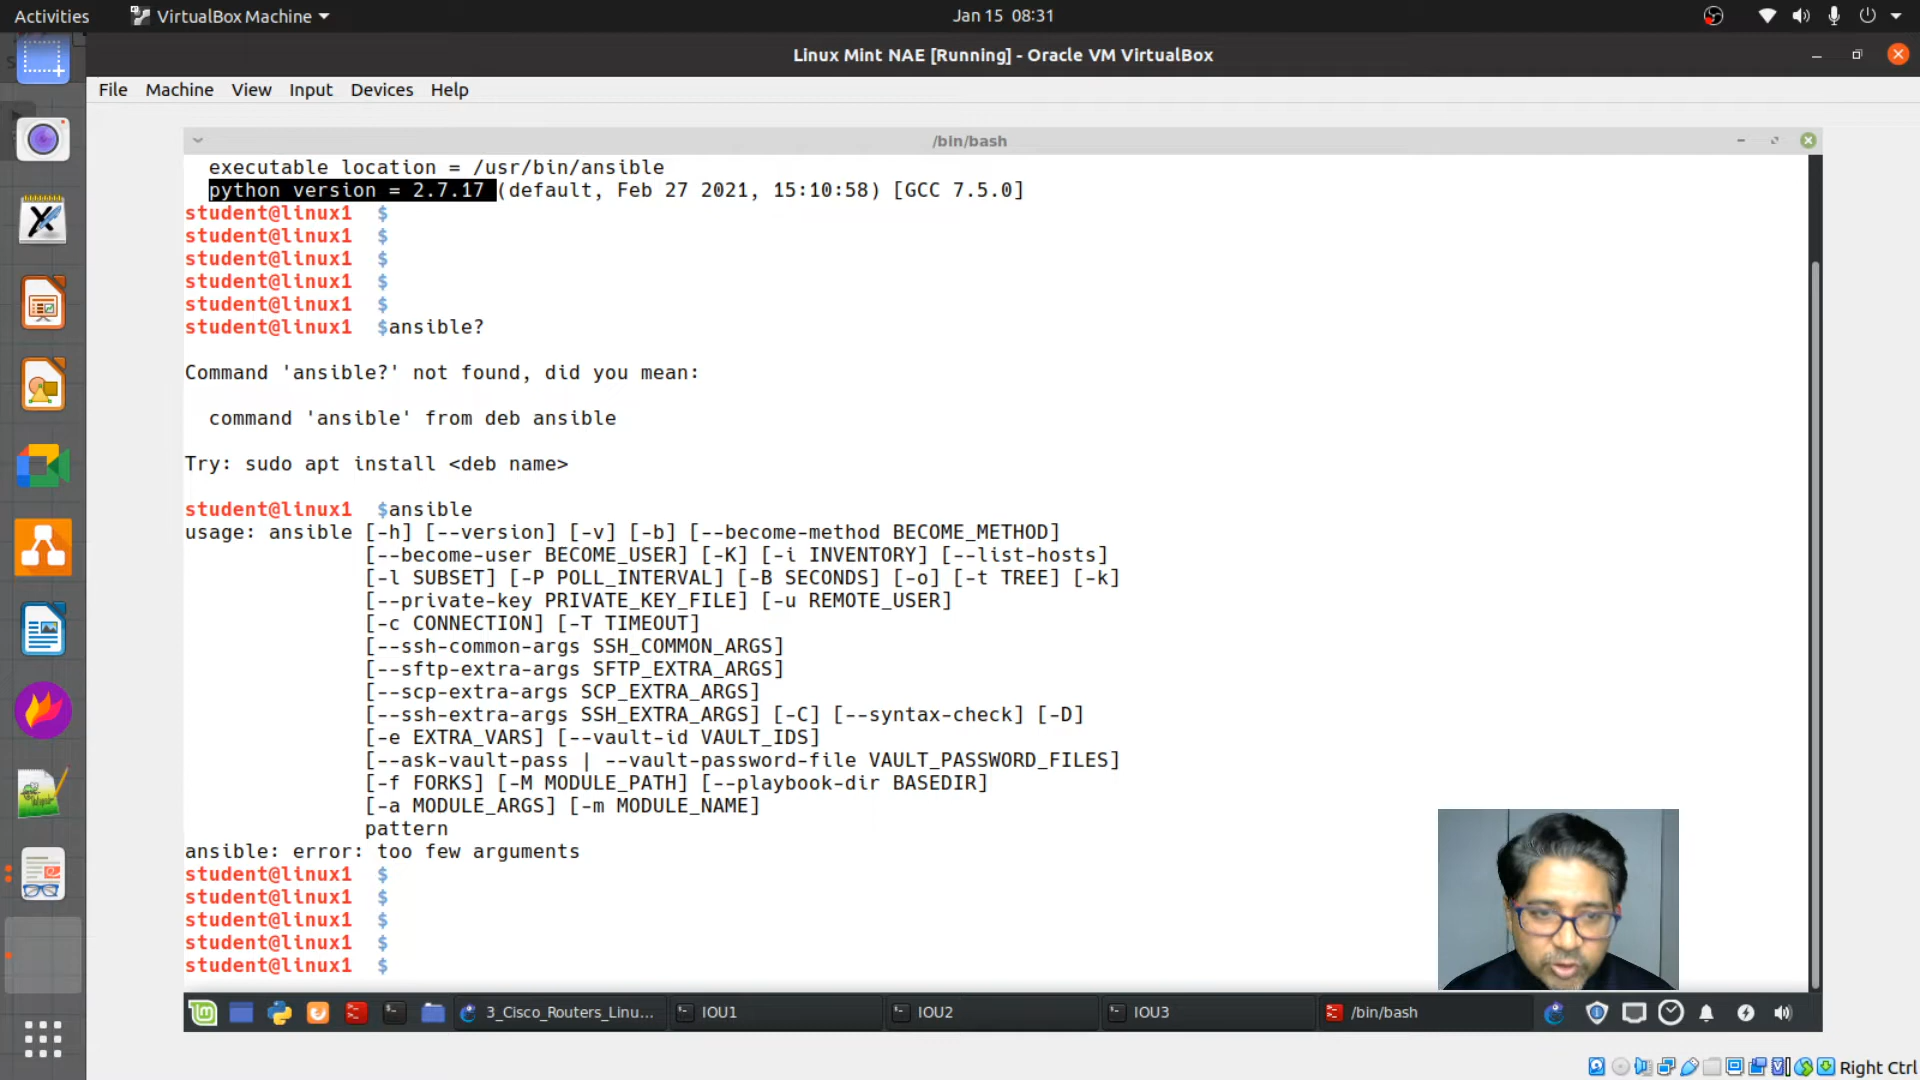 Activities
VirtualBox Machine
Jan 15 08:31
Linux Mint NAE [Running] - Oracle VM VirtualBox
File Machine View Input Devices Help
/bin/bash
executable location = /usr/bin/ansible
python version = 2.7.17 (default, Feb 27 2021, 15:10:58) [GCC 7.5.0]
student@linux1 $
student@linux1 $
student@linux1 $
student@linux1 $
student@linux1 $
student@linux1 $ansible?
Command 'ansible?' not found, did you mean:
command 'ansible' from deb ansible
Try: sudo apt install <deb name>
student@linux1 $ansible
usage: ansible [-h] [--version] [-v] [-b] [--become-method BECOME_METHOD]
[--become-user BECOME_USER] [-K] [-i INVENTORY] [--list-hosts]
[-l SUBSET] [-P POLL_INTERVAL] [-B SECONDS] [-o] [-t TREE] [-k]
[--private-key PRIVATE_KEY_FILE] [-u REMOTE_USER]
[-c CONNECTION] [-T TIMEOUT]
[--ssh-common-args SSH_COMMON_ARGS]
[--sftp-extra-args SFTP_EXTRA_ARGS]
[--scp-extra-args SCP_EXTRA_ARGS]
[--ssh-extra-args SSH_EXTRA_ARGS] [-C] [--syntax-check] [-D]
[-e EXTRA_VARS] [--vault-id VAULT_IDS]
[--ask-vault-pass | --vault-password-file VAULT_PASSWORD_FILES]
[-f FORKS] [-M MODULE_PATH] [--playbook-dir BASEDIR]
[-a MODULE_ARGS] [-m MODULE_NAME]
pattern
ansible: error: too few arguments
student@linux1 $
student@linux1 $
student@linux1 $
student@linux1 $
student@linux1 $
3_Cisco_Routers_Linu...
IOU1
IOU2
IOU3
/bin/bash
Right Ctrl